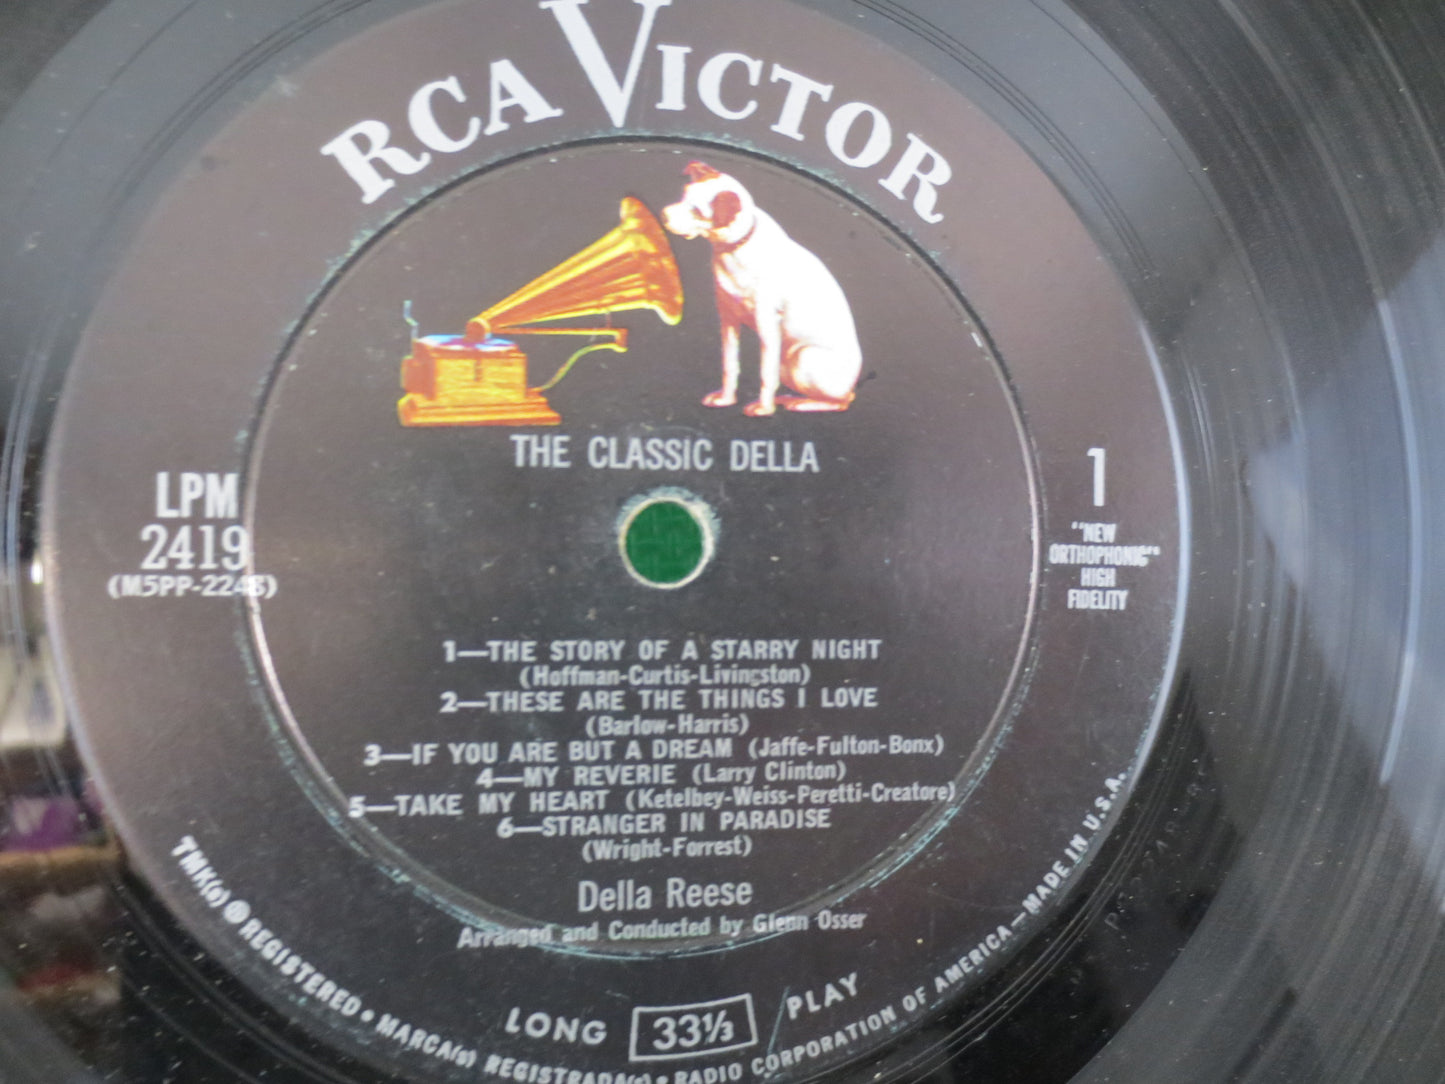 RCA VICTOR
THE CLASSIC DELLA
LPM
2419
1
"NEW
ORTHOPHONIC"
HIGH
FIDELITY
1—THE STORY OF A STARRY NIGHT
(Hoffman-Curtis-Livingston)
2—THESE ARE THE THINGS I LOVE
(Barlow-Harris)
3—IF YOU ARE BUT A DREAM (Jaffe-Fulton-Bonx)
4—MY REVERIE (Larry Clinton)
5—TAKE MY HEART (Ketelbey-Weiss-Peretti-Creatore)
6—STRANGER IN PARADISE
(Wright-Forrest)
Della Reese
Arranged and Conducted by Glenn Osser
LONG 33⅓ PLAY
TMK(s) ® REGISTERED • MARCA(s) REGISTRADA(s) • RADIO CORPORATION OF AMERICA—MADE IN U.S.A.